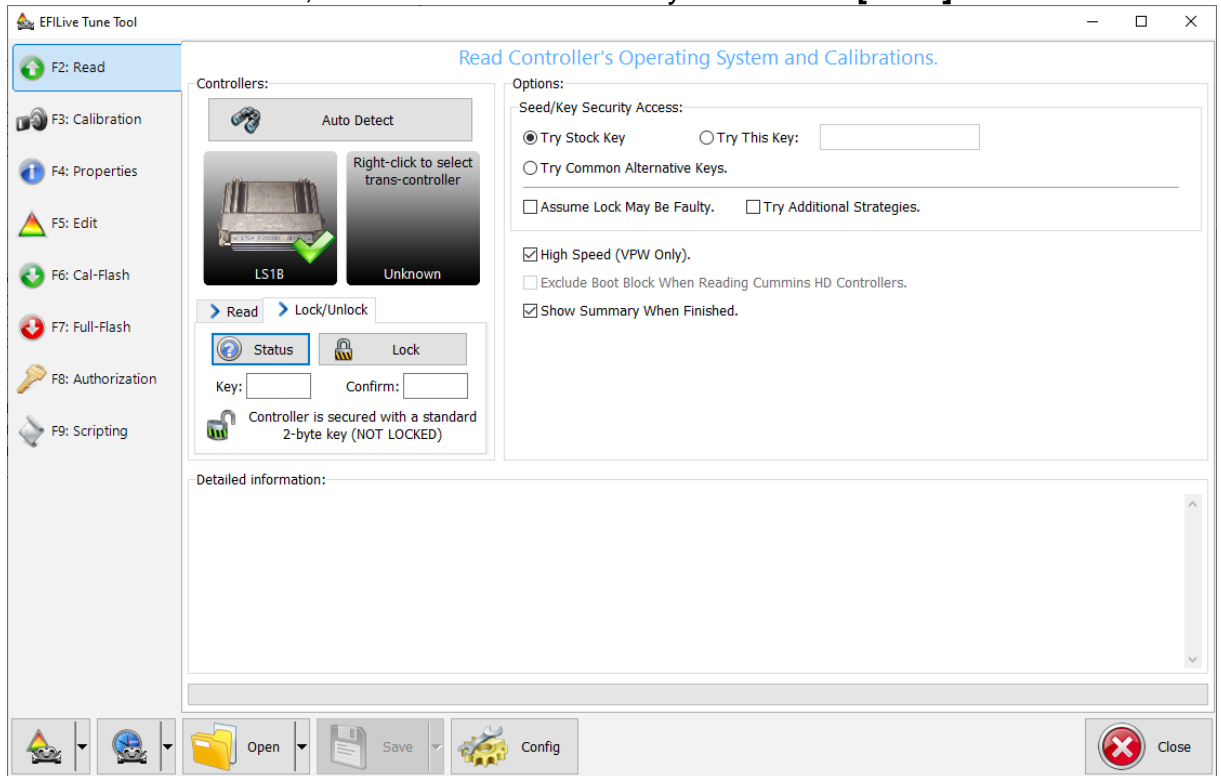 EFILive Tune Tool
F2: Read
F3: Calibration
F4: Properties
F5: Edit
F6: Cal-Flash
F7: Full-Flash
F8: Authorization
F9: Scripting
Read Controller's Operating System and Calibrations.
Controllers:
Auto Detect
LS1B
Right-click to select
trans-controller
Unknown
Read
Lock/Unlock
Status
Lock
Key:
Confirm:
Controller is secured with a standard
2-byte key (NOT LOCKED)
Options:
Seed/Key Security Access:
Try Stock Key
Try This Key:
Try Common Alternative Keys.
Assume Lock May Be Faulty.
Try Additional Strategies.
High Speed (VPW Only).
Exclude Boot Block When Reading Cummins HD Controllers.
Show Summary When Finished.
Detailed information:
Open
Save
Config
Close